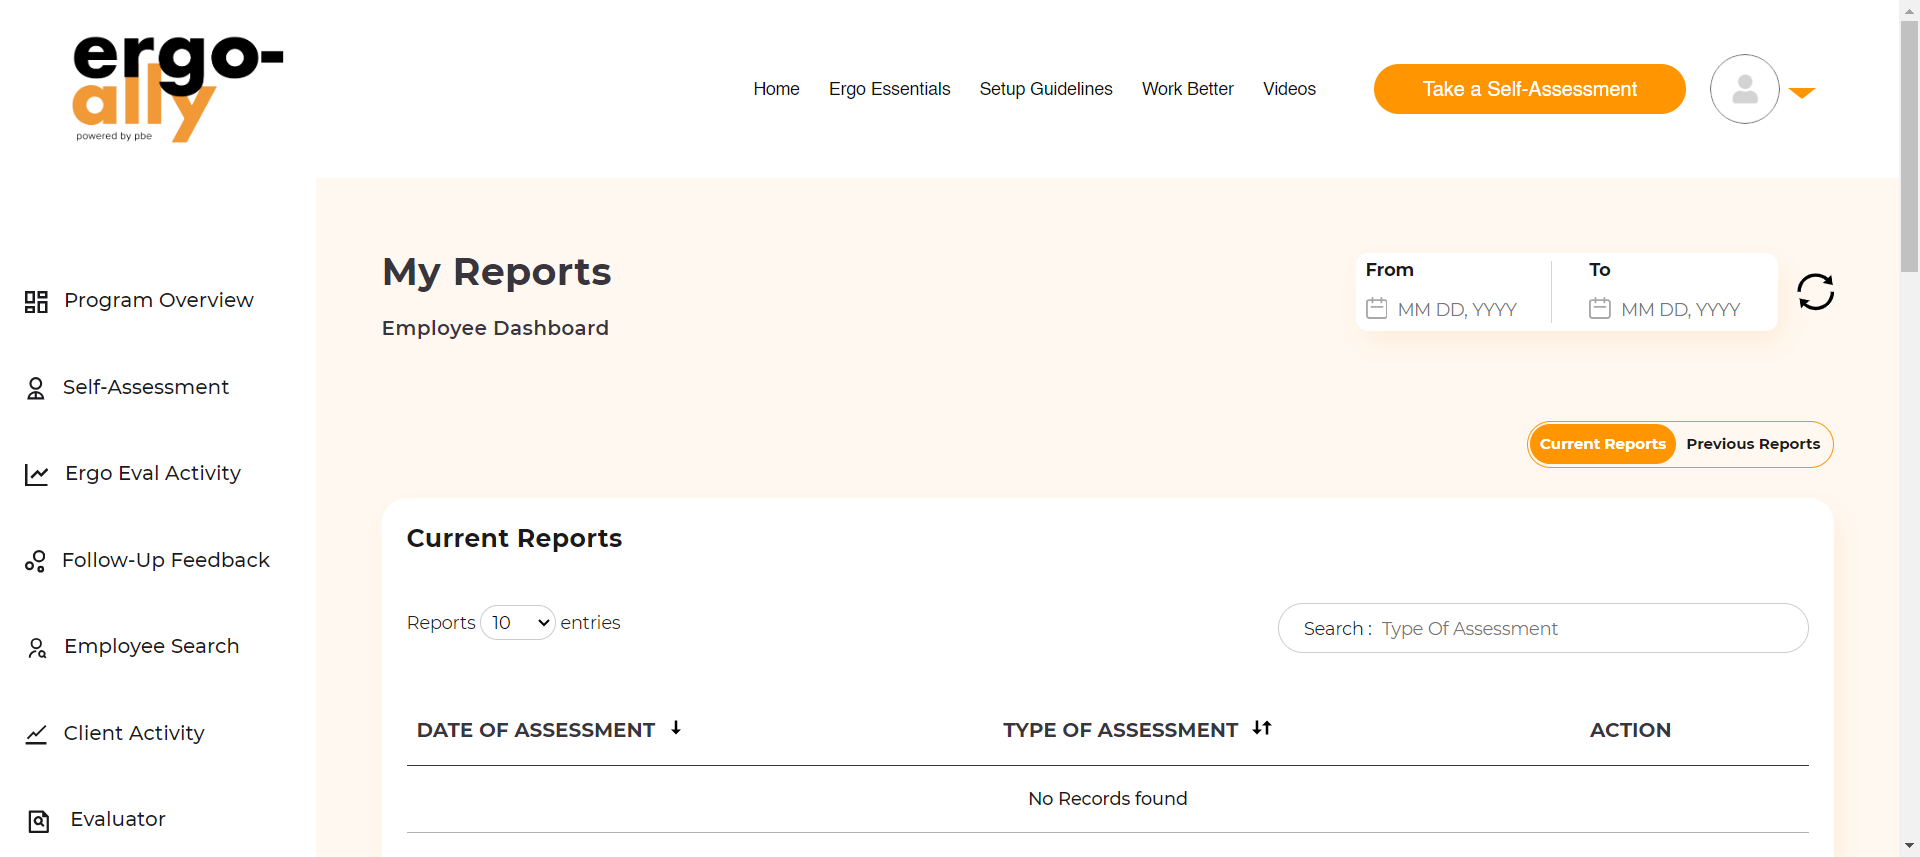 ergo-
ally
powered by pbe
Home Ergo Essentials Setup Guidelines Work Better Videos Take a Self-Assessment
Program Overview
Self-Assessment
Ergo Eval Activity
Follow-Up Feedback
Employee Search
Client Activity
Evaluator
My Reports
Employee Dashboard
From To
MM DD, YYYY MM DD, YYYY
Current Reports Previous Reports
Current Reports
Reports 10 entries
Search : Type Of Assessment
DATE OF ASSESSMENT TYPE OF ASSESSMENT ACTION
No Records found